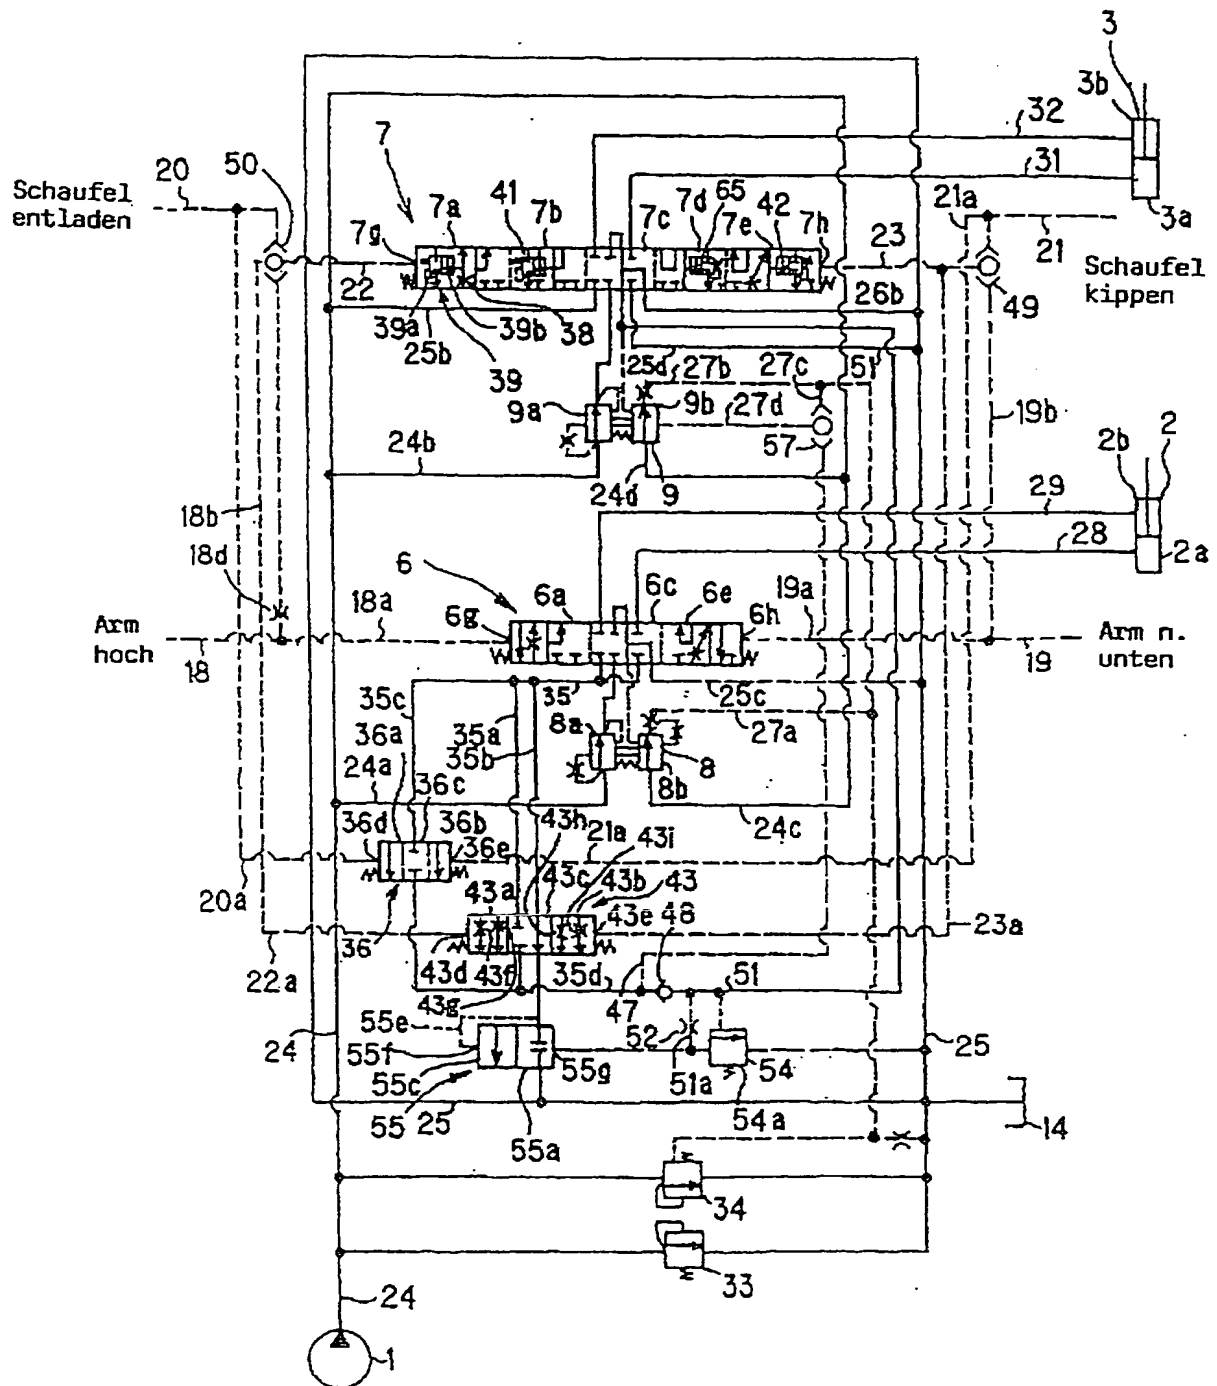 3
3b
32
31
3a
7
20
50
Schaufel
entladen
7g
7a
41
7b
7c
7d
65
7e
42
7h
21a
21
23
Schaufel
kippen
22
39a
39b
38
26b
49
25b
39
25d
27b
27c
51
9a
9b
27d
57
19b
24b
24d
9
2b
2
29
28
2a
18b
18d
6
6a
6c
6e
18a
6g
6h
19a
Arm
hoch
18
19
Arm n.
unten
35c
35
25c
36a
35a
8a
27a
35b
8
24a
36c
8b
24c
36d
36b
43h
36e
21a
43i
43a
43c
43b
43
20a
43e
48
23a
36
22a
43d
43f
35d
51
43g
47
55e
52
24
55f
55g
54
25
55c
51a
55
25
55a
54a
14
34
33
24
1